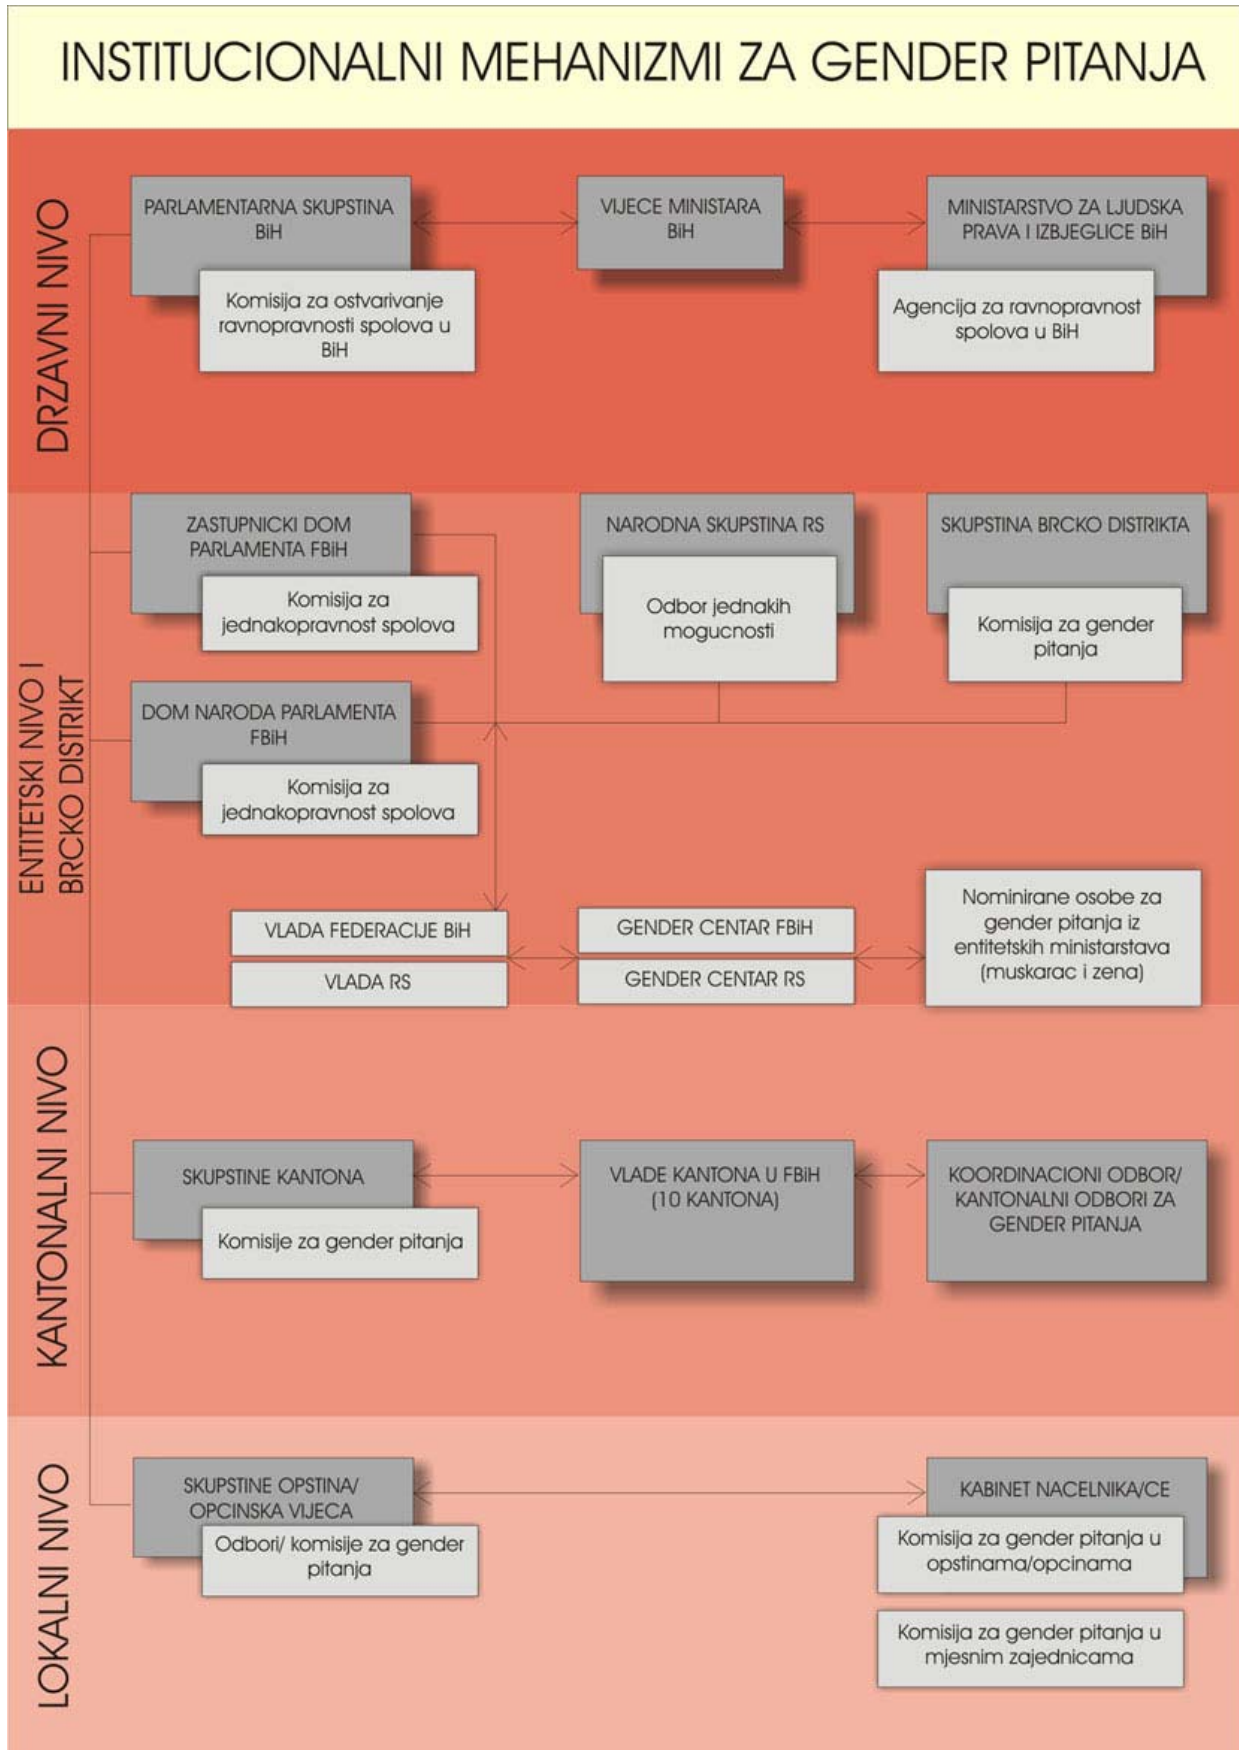 INSTITUCIONALNI MEHANIZMI ZA GENDER PITANJA
DRZAVNI NIVO
PARLAMENTARNA SKUPSTINA
BiH
Komisija za ostvarivanje
ravnopravnosti spolova u
BiH
VIJECE MINISTARA
BiH
MINISTARSTVO ZA LJUDSKA
PRAVA I IZBJEGLICE BiH
Agencija za ravnopravnost
spolova u BiH
ENTITETSKI NIVO I
BRCKO DISTRIKT
ZASTUPNICKI DOM
PARLAMENTA FBiH
Komisija za
jednakopravnost spolova
NARODNA SKUPSTINA RS
Odbor jednakih
mogucnosti
SKUPSTINA BRCKO DISTRIKTA
Komisija za gender
pitanja
DOM NARODA PARLAMENTA
FBiH
Komisija za
jednakopravnost spolova
VLADA FEDERACIJE BiH
VLADA RS
GENDER CENTAR FBiH
GENDER CENTAR RS
Nominirane osobe za
gender pitanja iz
entitetskih ministarstava
(muskarac i zena)
KANTONALNI NIVO
SKUPSTINE KANTONA
Komisije za gender pitanja
VLADE KANTONA U FBiH
(10 KANTONA)
KOORDINACIONI ODBOR/
KANTONALNI ODBORI ZA
GENDER PITANJA
LOKALNI NIVO
SKUPSTINE OPSTINA/
OPCINSKA VIJECA
Odbori/ komisije za gender
pitanja
KABINET NACELNIKA/CE
Komisija za gender pitanja u
opstinama/opcinama
Komisija za gender pitanja u
mjesnim zajednicama